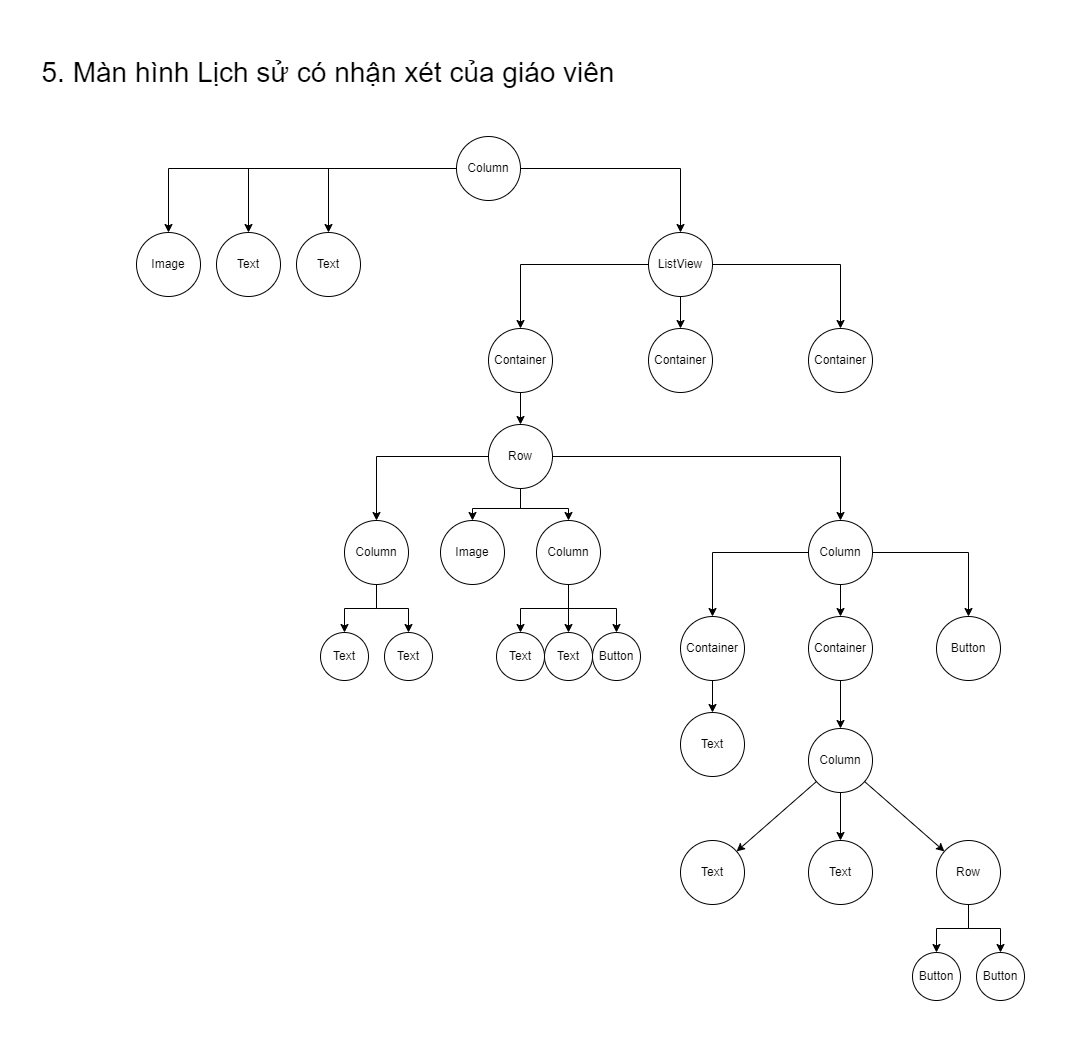 5. Màn hình Lịch sử có nhận xét của giáo viên
Column
Image Text Text ListView
Container Container Container
Row
Column Image Column Column
Container Container Button
Text Text Text Text Button
Text
Column
Text Text Row
Button Button